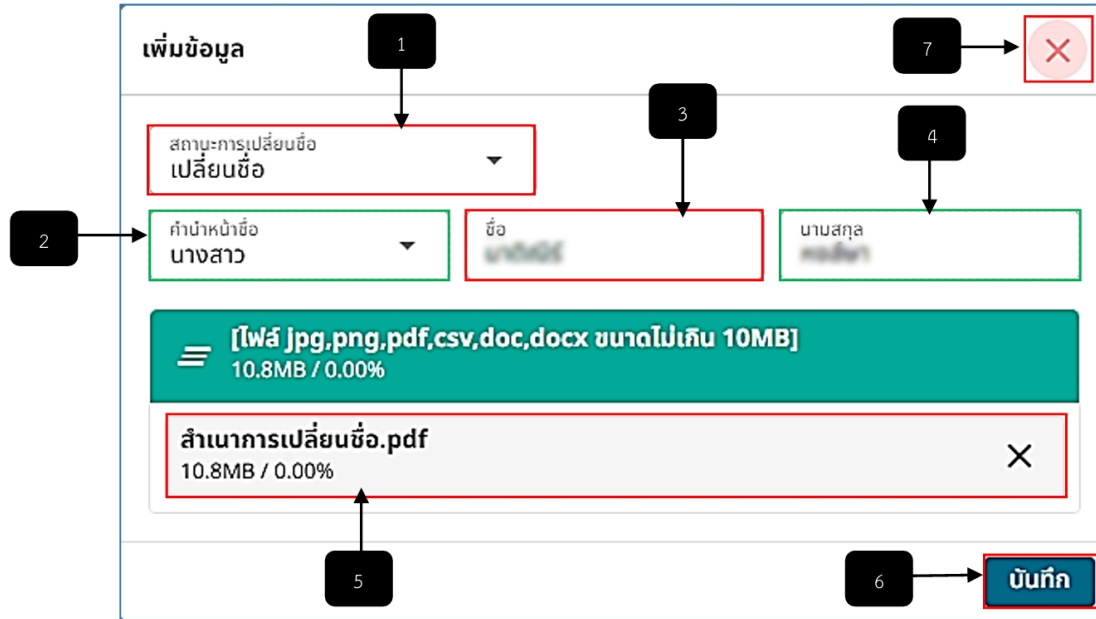 เพิ่มข้อมูล
1
7
3
4
สถานะการเปลี่ยนชื่อ
เปลี่ยนชื่อ
2
คำนำหน้าชื่อ
นางสาว
ชื่อ
นามสกุล
[ไฟล์ jpg,png,pdf,csv,doc,docx ขนาดไม่เกิน 10MB]
10.8MB / 0.00%
สำเนาการเปลี่ยนชื่อ.pdf
10.8MB / 0.00%
5
6
บันทึก